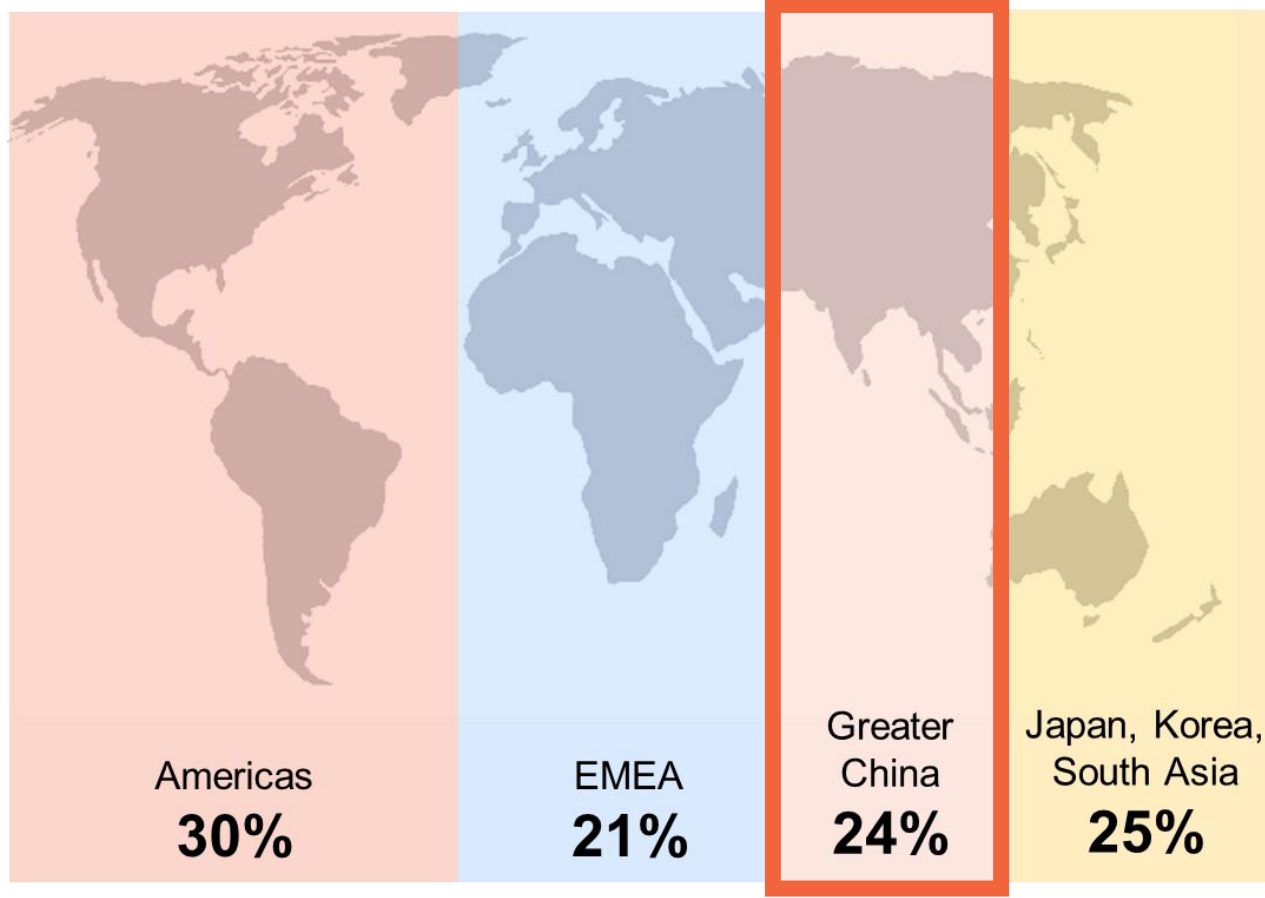 Americas
30%
EMEA
21%
Greater
China
24%
Japan, Korea,
South Asia
25%